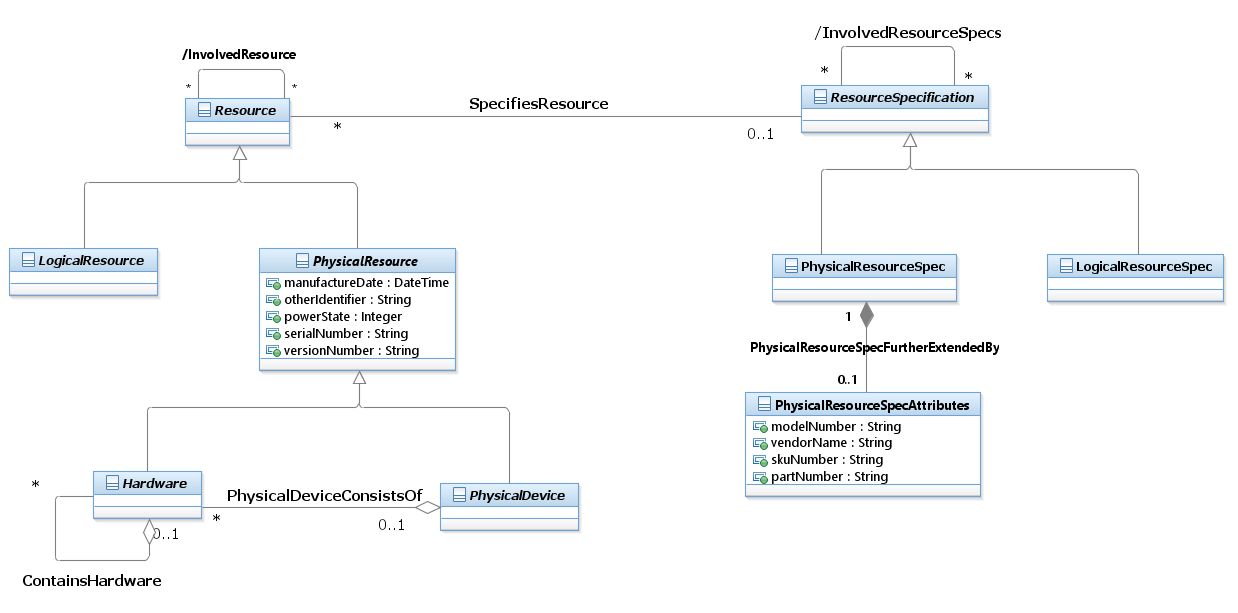 /InvolvedResource
*
*
Resource
SpecifiesResource
*
0..1
/InvolvedResourceSpecs
*
*
ResourceSpecification
LogicalResource
PhysicalResource
manufactureDate : DateTime
otherIdentifier : String
powerState : Integer
serialNumber : String
versionNumber : String
PhysicalResourceSpec
LogicalResourceSpec
1
PhysicalResourceSpecFurtherExtendedBy
0..1
PhysicalResourceSpecAttributes
modelNumber : String
vendorName : String
skuNumber : String
partNumber : String
*
Hardware
PhysicalDeviceConsistsOf
*
0..1
PhysicalDevice
0..1
ContainsHardware